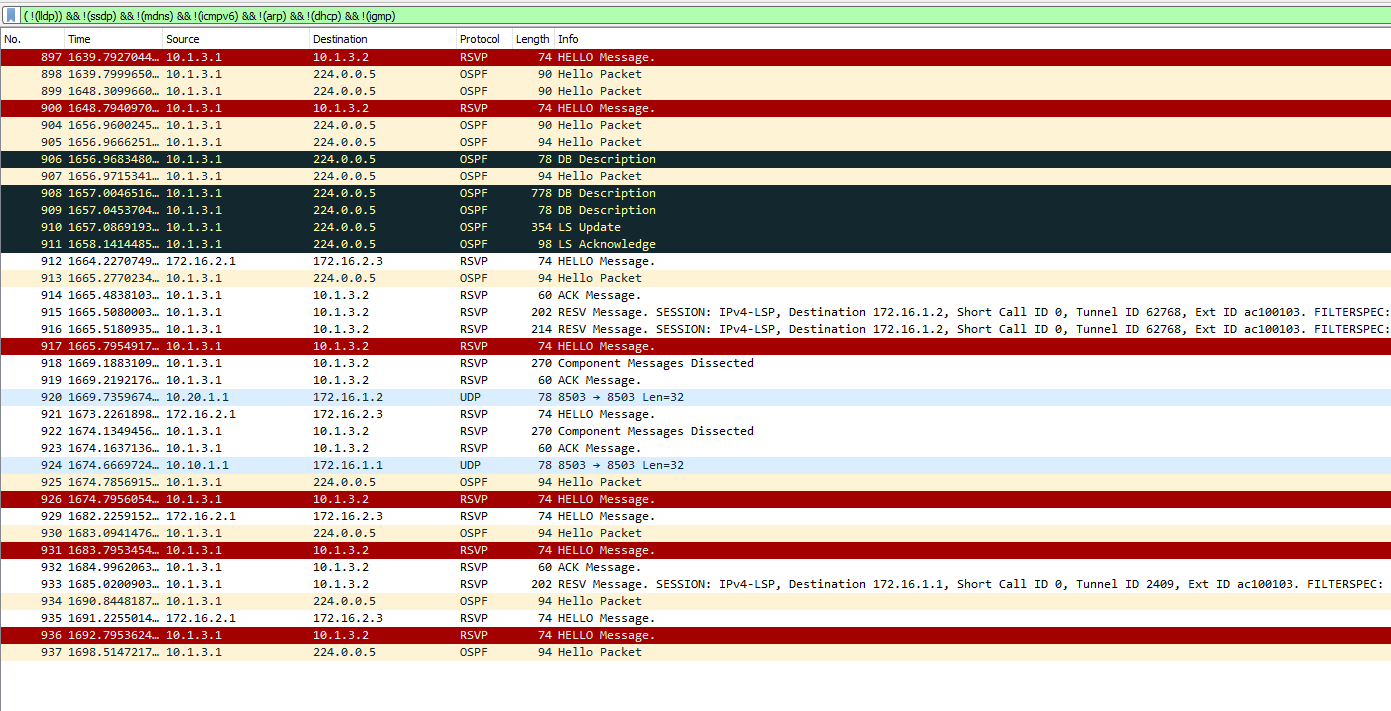 ( !(lldp)) && !(ssdp) && !(mdns) && !(icmpv6) && !(arp) && !(dhcp) && !(igmp)
No. Time Source Destination Protocol Length Info
897 1639.7927044… 10.1.3.1 10.1.3.2 RSVP 74 HELLO Message.
898 1639.7999650… 10.1.3.1 224.0.0.5 OSPF 90 Hello Packet
899 1648.3099660… 10.1.3.1 224.0.0.5 OSPF 90 Hello Packet
900 1648.7940970… 10.1.3.1 10.1.3.2 RSVP 74 HELLO Message.
904 1656.9600245… 10.1.3.1 224.0.0.5 OSPF 90 Hello Packet
905 1656.9666251… 10.1.3.1 224.0.0.5 OSPF 94 Hello Packet
906 1656.9683480… 10.1.3.1 224.0.0.5 OSPF 78 DB Description
907 1656.9715341… 10.1.3.1 224.0.0.5 OSPF 94 Hello Packet
908 1657.0046516… 10.1.3.1 224.0.0.5 OSPF 778 DB Description
909 1657.0453704… 10.1.3.1 224.0.0.5 OSPF 78 DB Description
910 1657.0869193… 10.1.3.1 224.0.0.5 OSPF 354 LS Update
911 1658.1414485… 10.1.3.1 224.0.0.5 OSPF 98 LS Acknowledge
912 1664.2270749… 172.16.2.1 172.16.2.3 RSVP 74 HELLO Message.
913 1665.2770234… 10.1.3.1 224.0.0.5 OSPF 94 Hello Packet
914 1665.4838103… 10.1.3.1 10.1.3.2 RSVP 60 ACK Message.
915 1665.5080003… 10.1.3.1 10.1.3.2 RSVP 202 RESV Message. SESSION: IPv4-LSP, Destination 172.16.1.2, Short Call ID 0, Tunnel ID 62768, Ext ID ac100103. FILTERSPEC:
916 1665.5180935… 10.1.3.1 10.1.3.2 RSVP 214 RESV Message. SESSION: IPv4-LSP, Destination 172.16.1.2, Short Call ID 0, Tunnel ID 62768, Ext ID ac100103. FILTERSPEC:
917 1665.7954917… 10.1.3.1 10.1.3.2 RSVP 74 HELLO Message.
918 1669.1883109… 10.1.3.1 10.1.3.2 RSVP 270 Component Messages Dissected
919 1669.2192176… 10.1.3.1 10.1.3.2 RSVP 60 ACK Message.
920 1669.7359674… 10.20.1.1 172.16.1.2 UDP 78 8503 → 8503 Len=32
921 1673.2261898… 172.16.2.1 172.16.2.3 RSVP 74 HELLO Message.
922 1674.1349456… 10.1.3.1 10.1.3.2 RSVP 270 Component Messages Dissected
923 1674.1637136… 10.1.3.1 10.1.3.2 RSVP 60 ACK Message.
924 1674.6669724… 10.10.1.1 172.16.1.1 UDP 78 8503 → 8503 Len=32
925 1674.7856915… 10.1.3.1 224.0.0.5 OSPF 94 Hello Packet
926 1674.7956054… 10.1.3.1 10.1.3.2 RSVP 74 HELLO Message.
929 1682.2259152… 172.16.2.1 172.16.2.3 RSVP 74 HELLO Message.
930 1683.0941476… 10.1.3.1 224.0.0.5 OSPF 94 Hello Packet
931 1683.7953454… 10.1.3.1 10.1.3.2 RSVP 74 HELLO Message.
932 1684.9962063… 10.1.3.1 10.1.3.2 RSVP 60 ACK Message.
933 1685.0200903… 10.1.3.1 10.1.3.2 RSVP 202 RESV Message. SESSION: IPv4-LSP, Destination 172.16.1.1, Short Call ID 0, Tunnel ID 2409, Ext ID ac100103. FILTERSPEC:
934 1690.8448187… 10.1.3.1 224.0.0.5 OSPF 94 Hello Packet
935 1691.2255014… 172.16.2.1 172.16.2.3 RSVP 74 HELLO Message.
936 1692.7953624… 10.1.3.1 10.1.3.2 RSVP 74 HELLO Message.
937 1698.5147217… 10.1.3.1 224.0.0.5 OSPF 94 Hello Packet